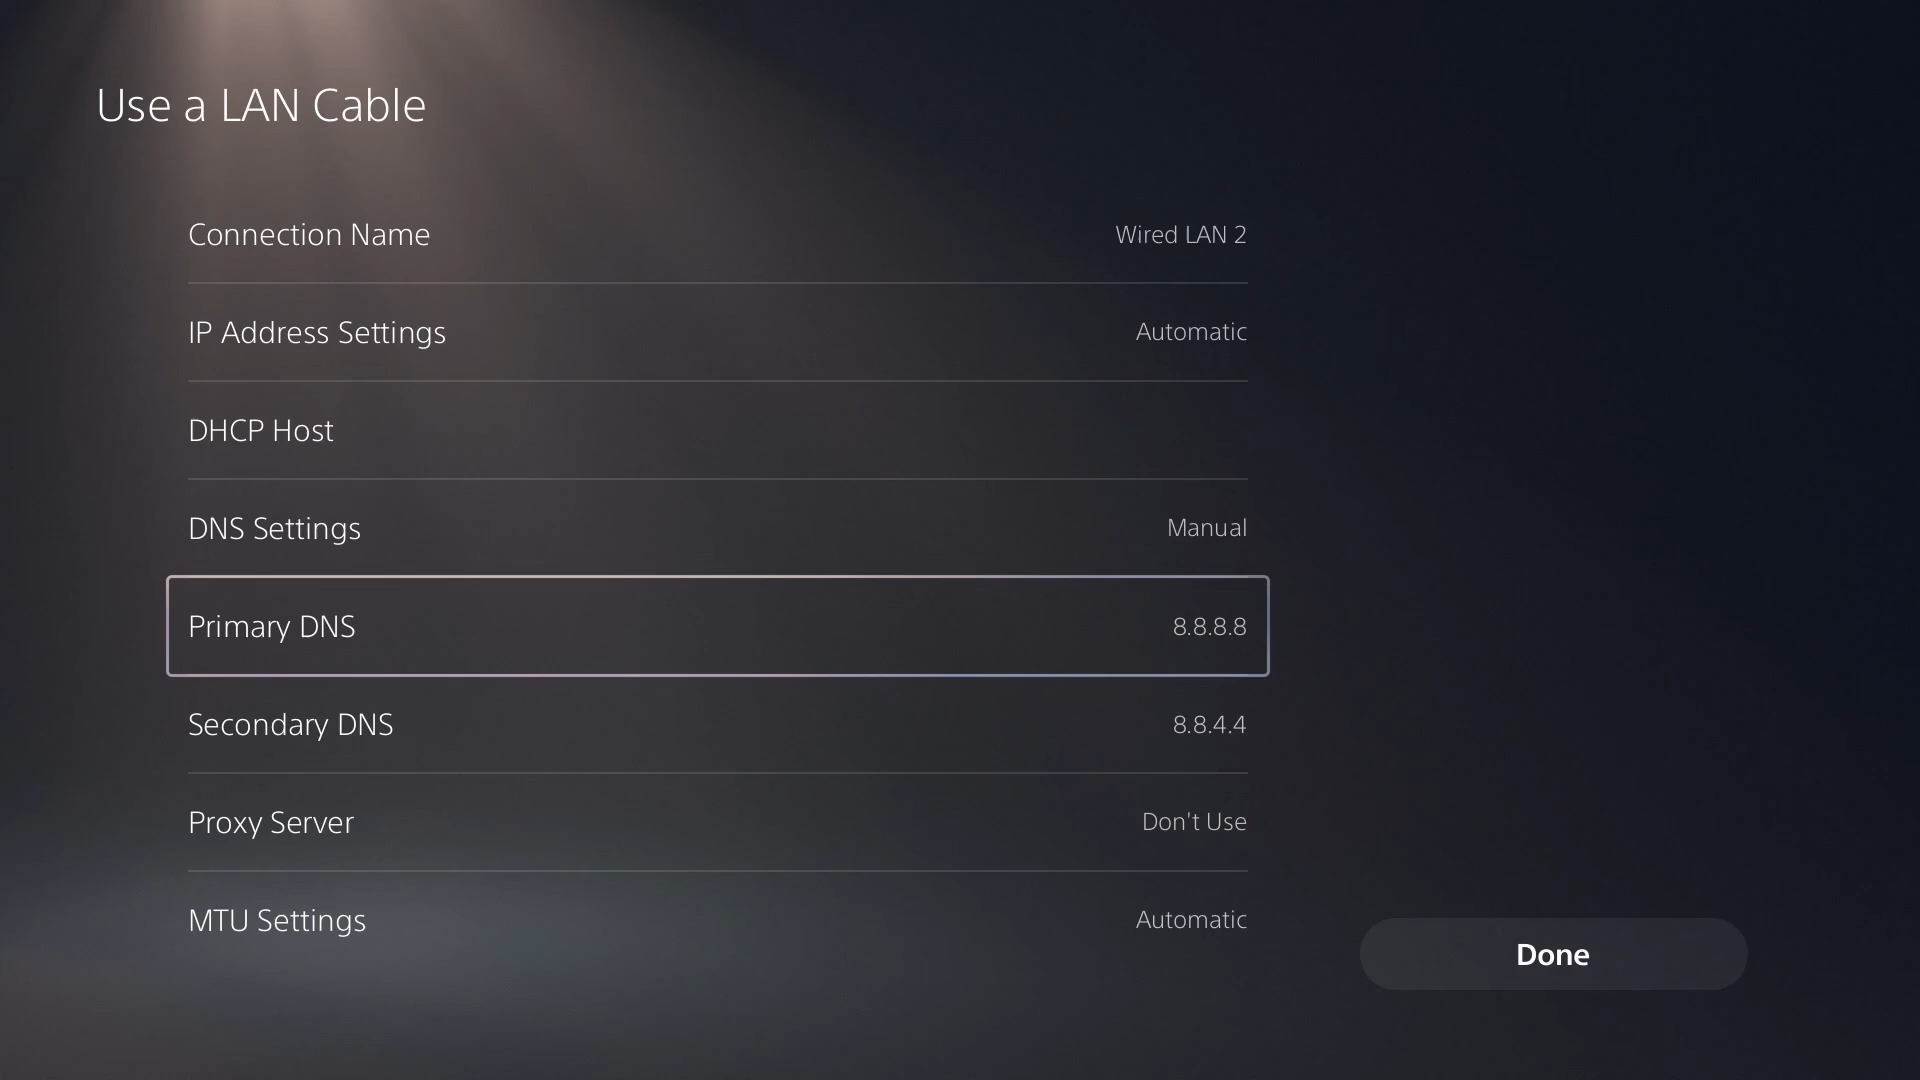 Use a LAN Cable
Connection Name Wired LAN 2
IP Address Settings Automatic
DHCP Host
DNS Settings Manual
Primary DNS 8.8.8.8
Secondary DNS 8.8.4.4
Proxy Server Don't Use
MTU Settings Automatic
Done